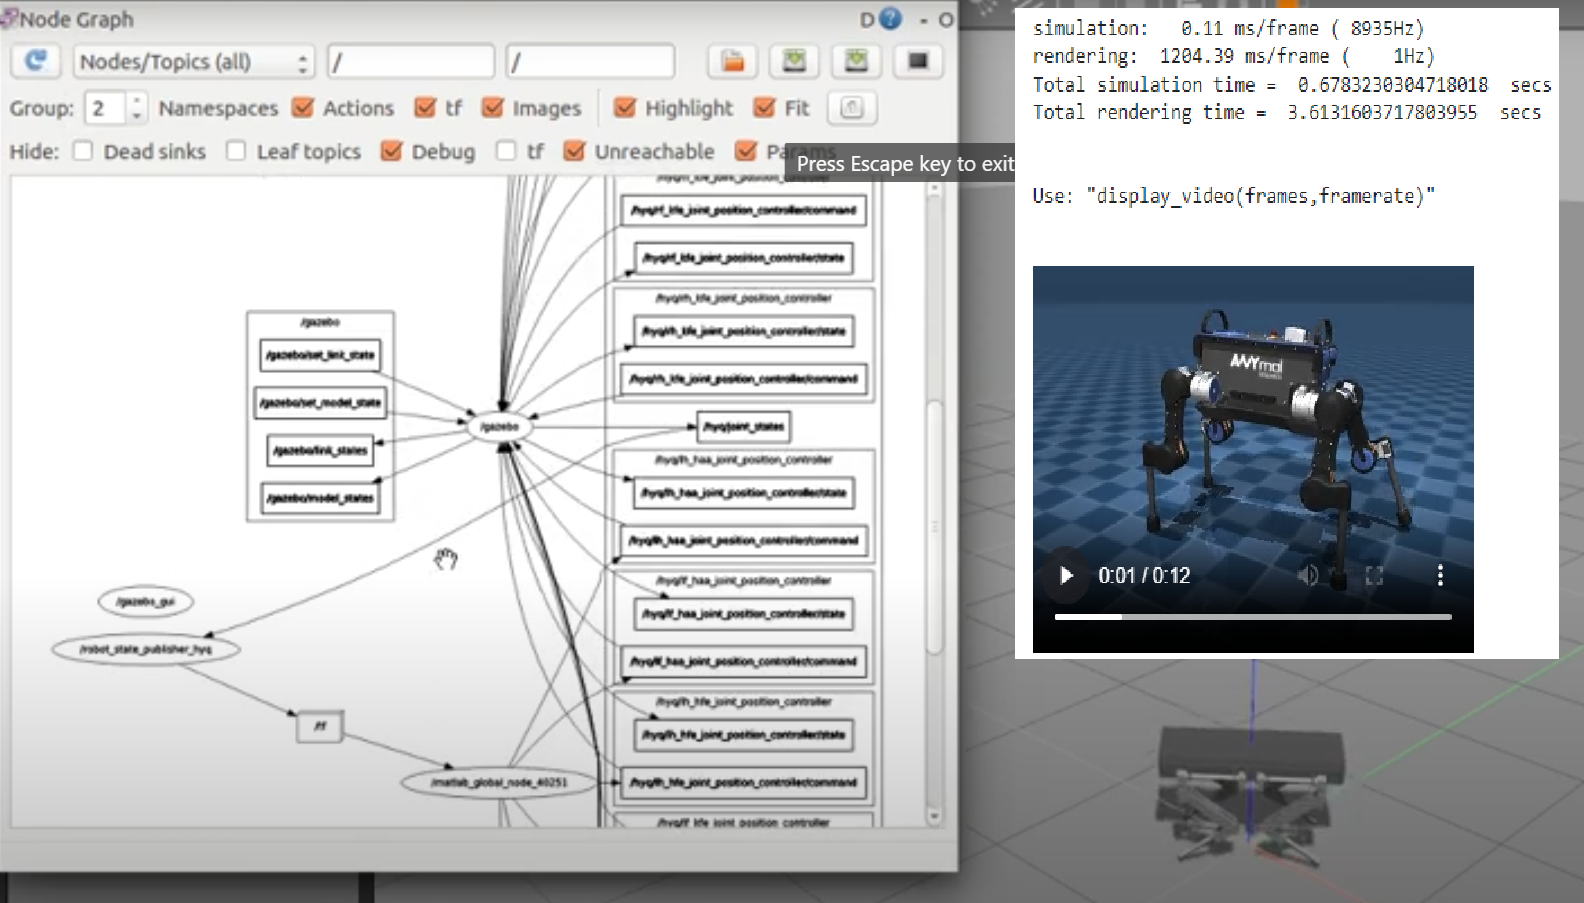 Node Graph
D
- O
Nodes/Topics (all)
/
/
Group: 2 Namespaces Actions tf Images Highlight Fit
Hide: Dead sinks Leaf topics Debug tf Unreachable Params
Press Escape key to exit
/hyq/rf_kfe_joint_position_controller/command
/hyq/rf_kfe_joint_position_controller/state
/hyq/rh_kfe_joint_position_controller
/hyq/rh_kfe_joint_position_controller/state
/hyq/rh_kfe_joint_position_controller/command
/gazebo
/gazebo/set_link_state
/gazebo/set_model_state
/gazebo/link_states
/gazebo/model_states
/gazebo
/hyq/joint_states
/hyq/lh_haa_joint_position_controller
/hyq/lh_haa_joint_position_controller/state
/hyq/lh_haa_joint_position_controller/command
/hyq/lf_haa_joint_position_controller
/hyq/lf_haa_joint_position_controller/state
/hyq/lf_haa_joint_position_controller/command
/hyq/lh_hfe_joint_position_controller
/hyq/lh_hfe_joint_position_controller/state
/hyq/lh_hfe_joint_position_controller/command
/gazebo_gui
/robot_state_publisher_hyq
/tf
/matlab_global_node_40251
simulation: 0.11 ms/frame ( 8935Hz)
rendering: 1204.39 ms/frame ( 1Hz)
Total simulation time = 0.6783230304718018 secs
Total rendering time = 3.6131603717803955 secs
Use: "display_video(frames,framerate)"
ANYmal
0:01 / 0:12